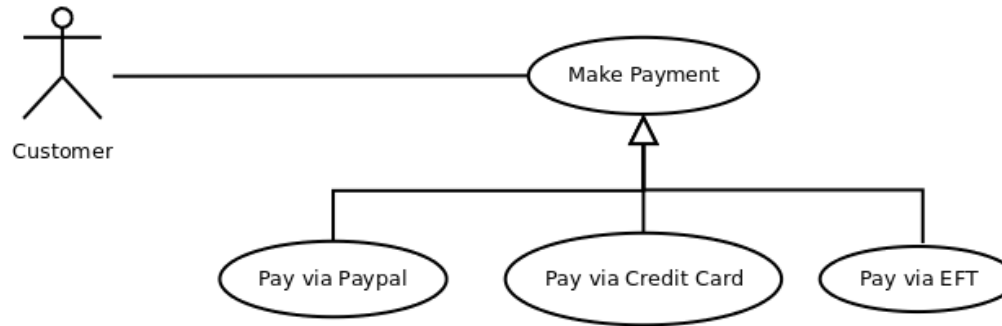 Make Payment
Customer
Pay via Paypal
Pay via Credit Card
Pay via EFT